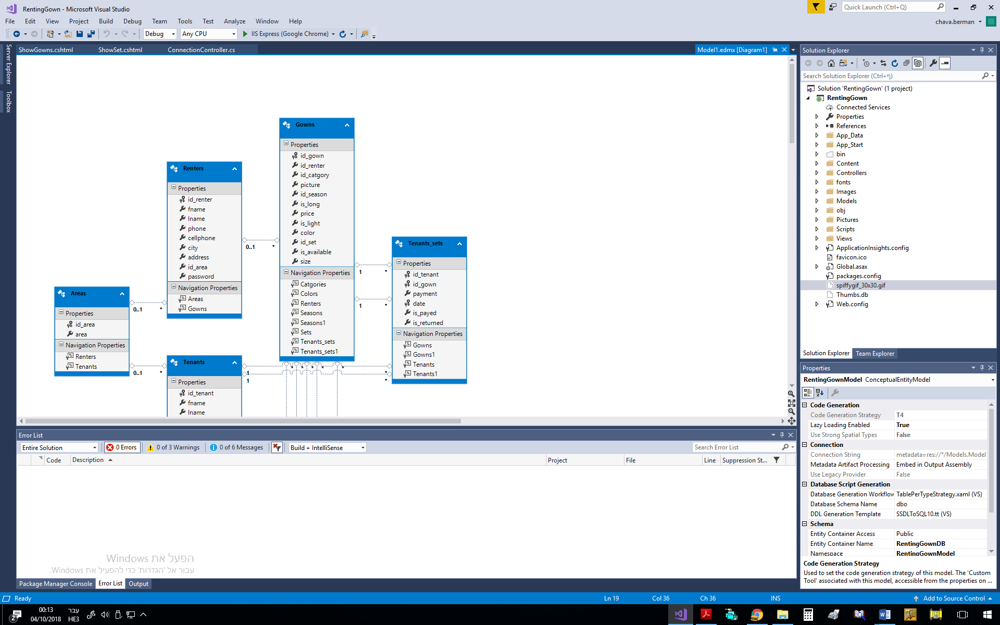 RentingGown - Microsoft Visual Studio
Quick Launch (Ctrl+Q)
File Edit View Project Build Debug Team Tools Test Analyze Window Help
chava.berman
Debug Any CPU IIS Express (Google Chrome)
Server Explorer
Toolbox
ShowGowns.cshtml ShowSet.cshtml ConnectionController.cs Model1.edmx [Diagram1]
Gowns
Properties
id_gown
id_renter
id_catgory
picture
id_season
is_long
price
is_light
color
id_set
is_available
size
Navigation Properties
Catgories
Colors
Renters
Seasons
Seasons1
Sets
Tenants_sets
Tenants_sets1
Renters
Properties
id_renter
fname
lname
phone
cellphone
city
address
id_area
password
Navigation Properties
Areas
Gowns
0..1 *
Tenants_sets
Properties
id_tenant
id_gown
payment
date
is_payed
is_returned
Navigation Properties
Gowns
Gowns1
Tenants
Tenants1
1 *
1 *
Areas
Properties
id_area
area
Navigation Properties
Renters
Tenants
0..1 *
0..1 *
Tenants
Properties
id_tenant
fname
lname
1 * * * * * *
1 *
Solution Explorer
Search Solution Explorer (Ctrl+ק)
Solution 'RentingGown' (1 project)
RentingGown
Connected Services
Properties
References
App_Data
App_Start
bin
Content
Controllers
fonts
Images
Models
obj
Pictures
Scripts
Views
ApplicationInsights.config
favicon.ico
Global.asax
packages.config
spiffygif_30x30.gif
Thumbs.db
Web.config
Solution Explorer Team Explorer
Properties
RentingGownModel ConceptualEntityModel
Code Generation
Code Generation Strategy T4
Lazy Loading Enabled True
Use Strong Spatial Types False
Connection
Connection String metadata=res://*/Models.Model
Metadata Artifact Processing Embed in Output Assembly
Use Legacy Provider False
Database Script Generation
Database Generation Workflow TablePerTypeStrategy.xaml (VS)
Database Schema Name dbo
DDL Generation Template SSDLToSQL10.tt (VS)
Schema
Entity Container Access Public
Entity Container Name RentingGownDB
Namespace RentingGownModel
Code Generation Strategy
Used to set the code generation strategy of this model. The 'Custom
Tool' associated with this model, accessible from the properties on ...
Error List
Entire Solution 0 Errors 0 of 3 Warnings 0 of 6 Messages Build + IntelliSense Search Error List
Code Description Project File Line Suppression St...
הפעל את Windows
עבור אל 'הגדרות' כדי להפעיל את Windows.
Package Manager Console Error List Output
Ready Ln 19 Col 36 Ch 36 INS Add to Source Control
2
00:13
04/10/2018
עבר
HE3